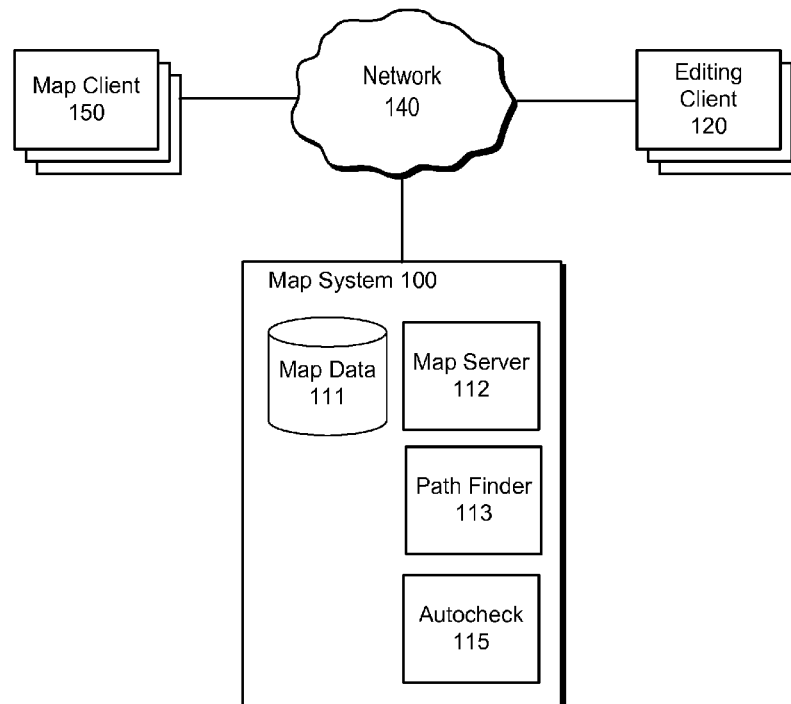 Map Client
150
Network
140
Editing
Client
120
Map System 100
Map Data
111
Map Server
112
Path Finder
113
Autocheck
115